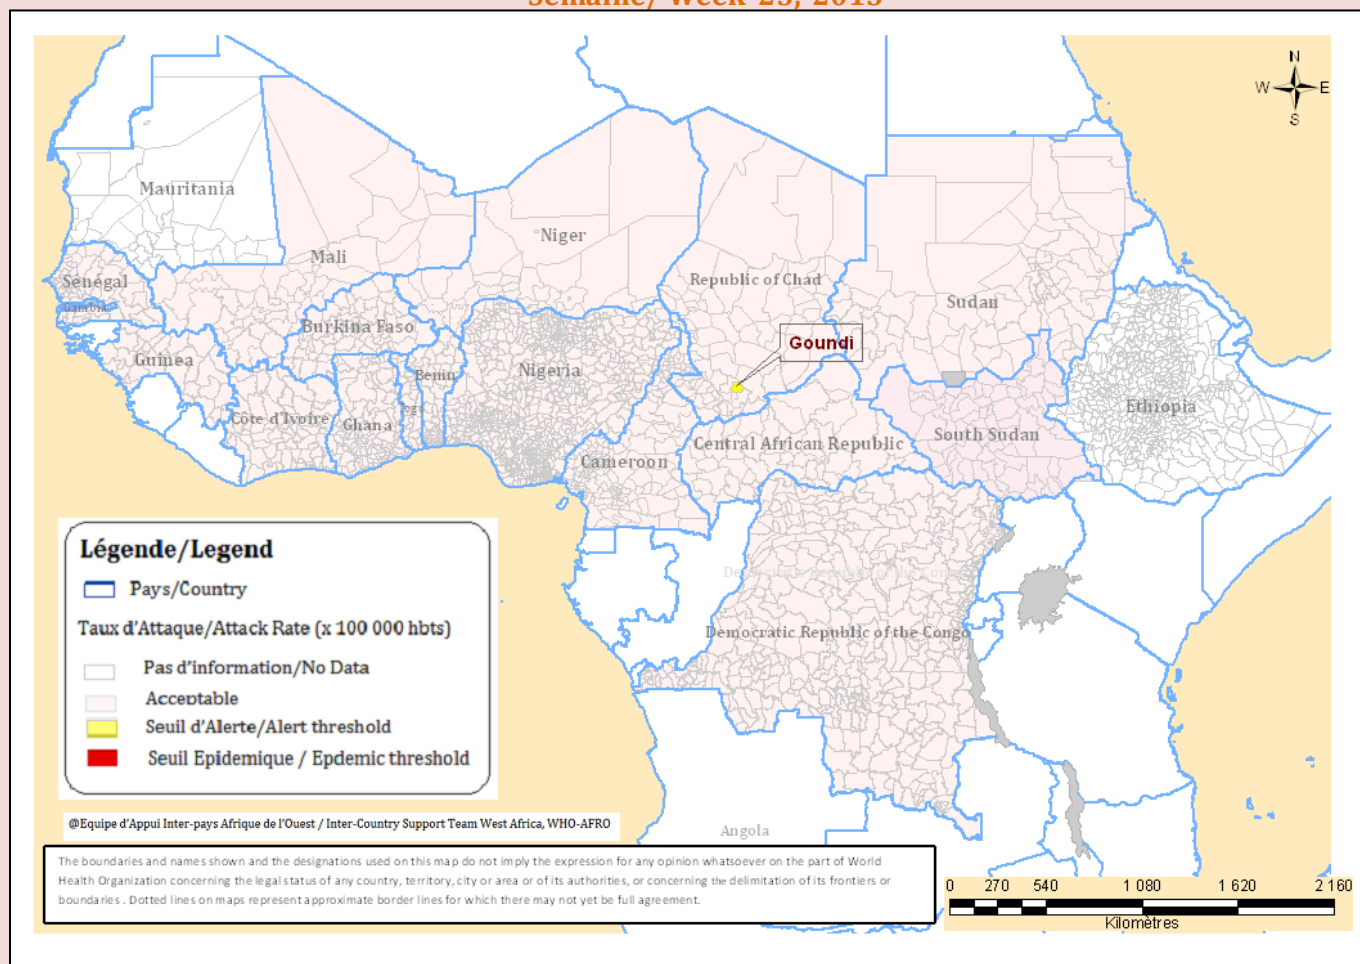 Semaine/ Week 23, 2013
N
W E
S
Mauritania
Mali
Niger
Republic of Chad
Sudan
Sénégal
Gambia
Burkina Faso
Goundi
Guinea
Benin
Nigeria
Togo
Côte d'Ivoire
Ghana
Cameroon
Central African Republic
South Sudan
Ethiopia
Democratic Republic of the Congo
Angola
Légende/Legend
Pays/Country
Taux d'Attaque/Attack Rate (x 100 000 hbts)
Pas d'information/No Data
Acceptable
Seuil d'Alerte/Alert threshold
Seuil Epidemique / Epdemic threshold
@Equipe d'Appui Inter-pays Afrique de l'Ouest / Inter-Country Support Team West Africa, WHO-AFRO
The boundaries and names shown and the designations used on this map do not imply the expression for any opinion whatsoever on the part of World
Health Organization concerning the legal status of any country, territory, city or area or of its authorities, or concerning the delimitation of its frontiers or
boundaries . Dotted lines on maps represent approximate border lines for which there may not yet be full agreement.
0 270 540 1 080 1 620 2 160
Kilomètres